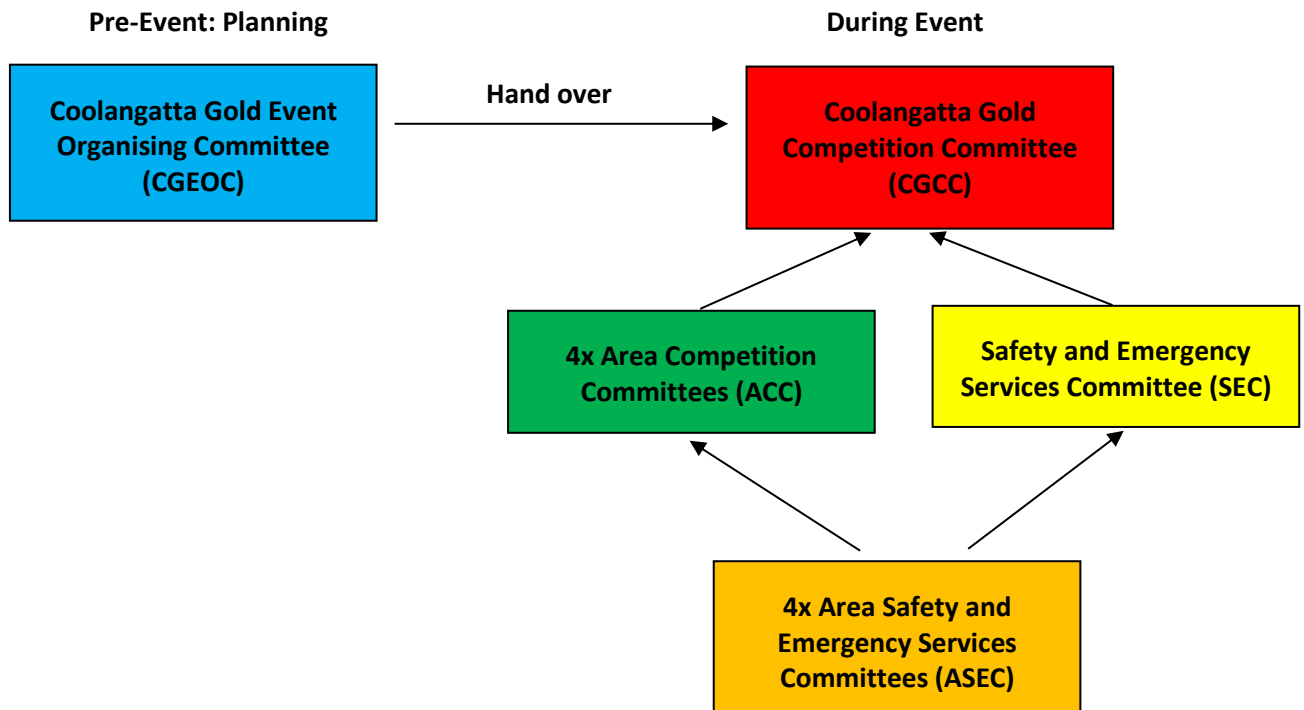 Pre-Event: Planning
During Event
Coolangatta Gold Event
Organising Committee
(CGEOC)
Hand over
Coolangatta Gold
Competition Committee
(CGCC)
4x Area Competition
Committees (ACC)
Safety and Emergency
Services Committee (SEC)
4x Area Safety and
Emergency Services
Committees (ASEC)